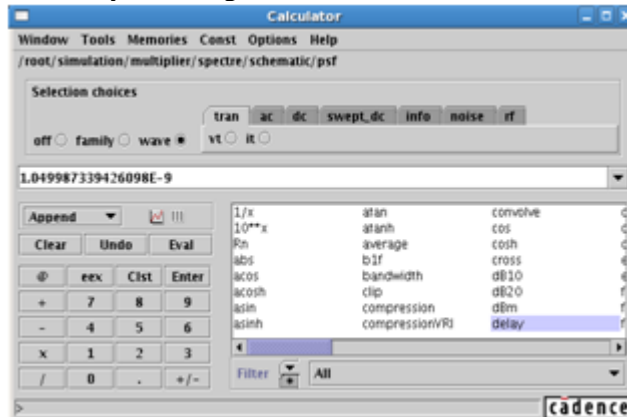 Calculator
Window Tools Memories Const Options Help
/root/simulation/multiplier/spectre/schematic/psf
Selection choices
tran ac dc swept_dc info noise rf
off family wave vt it
1.049987339426098E-9
Append
Clear Undo Eval
@ eex Clst Enter
+ 7 8 9
- 4 5 6
x 1 2 3
/ 0 . +/-
1/x atan convolve
10**x atanh cos
Rn average cosh
abs b1f cross
acos bandwidth dB10
acosh clip dB20
asin compression dBm
asinh compressionVRI delay
Filter All
>
cādence